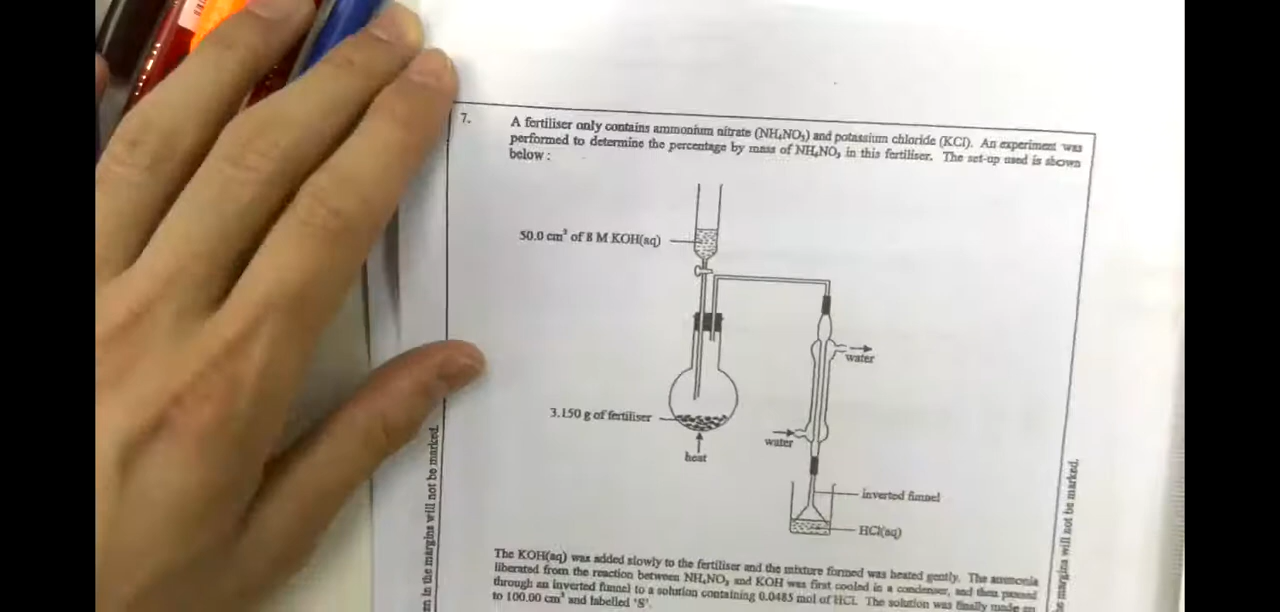 7.
A fertiliser only contains ammonium nitrate (NH₄NO₃) and potassium chloride (KCl). An experiment was
performed to determine the percentage by mass of NH₄NO₃ in this fertiliser. The set-up used is shown
below :
50.0 cm³ of 8 M KOH(aq)
water
3.150 g of fertiliser
water
heat
inverted funnel
HCl(aq)
The KOH(aq) was added slowly to the fertiliser and the mixture formed was heated gently. The ammonia
liberated from the reaction between NH₄NO₃ and KOH was first cooled in a condenser, and then passed
through an inverted funnel to a solution containing 0.0485 mol of HCl. The solution was finally made
to 100.00 cm³ and labelled 'S'.
in the margins will not be marked.
margins will not be marked.